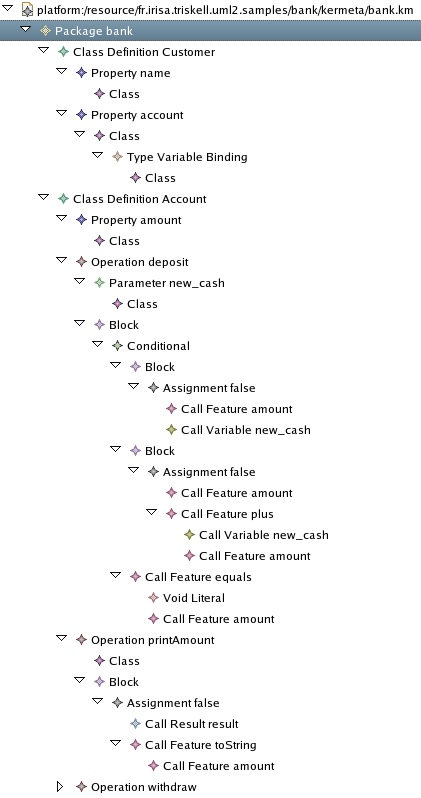 platform:/resource/fr.irisa.triskell.uml2.samples/bank/kermeta/bank.km
Package bank
Class Definition Customer
Property name
Class
Property account
Class
Type Variable Binding
Class
Class Definition Account
Property amount
Class
Operation deposit
Parameter new_cash
Class
Block
Conditional
Block
Assignment false
Call Feature amount
Call Variable new_cash
Block
Assignment false
Call Feature amount
Call Feature plus
Call Variable new_cash
Call Feature amount
Call Feature equals
Void Literal
Call Feature amount
Operation printAmount
Class
Block
Assignment false
Call Result result
Call Feature toString
Call Feature amount
Operation withdraw